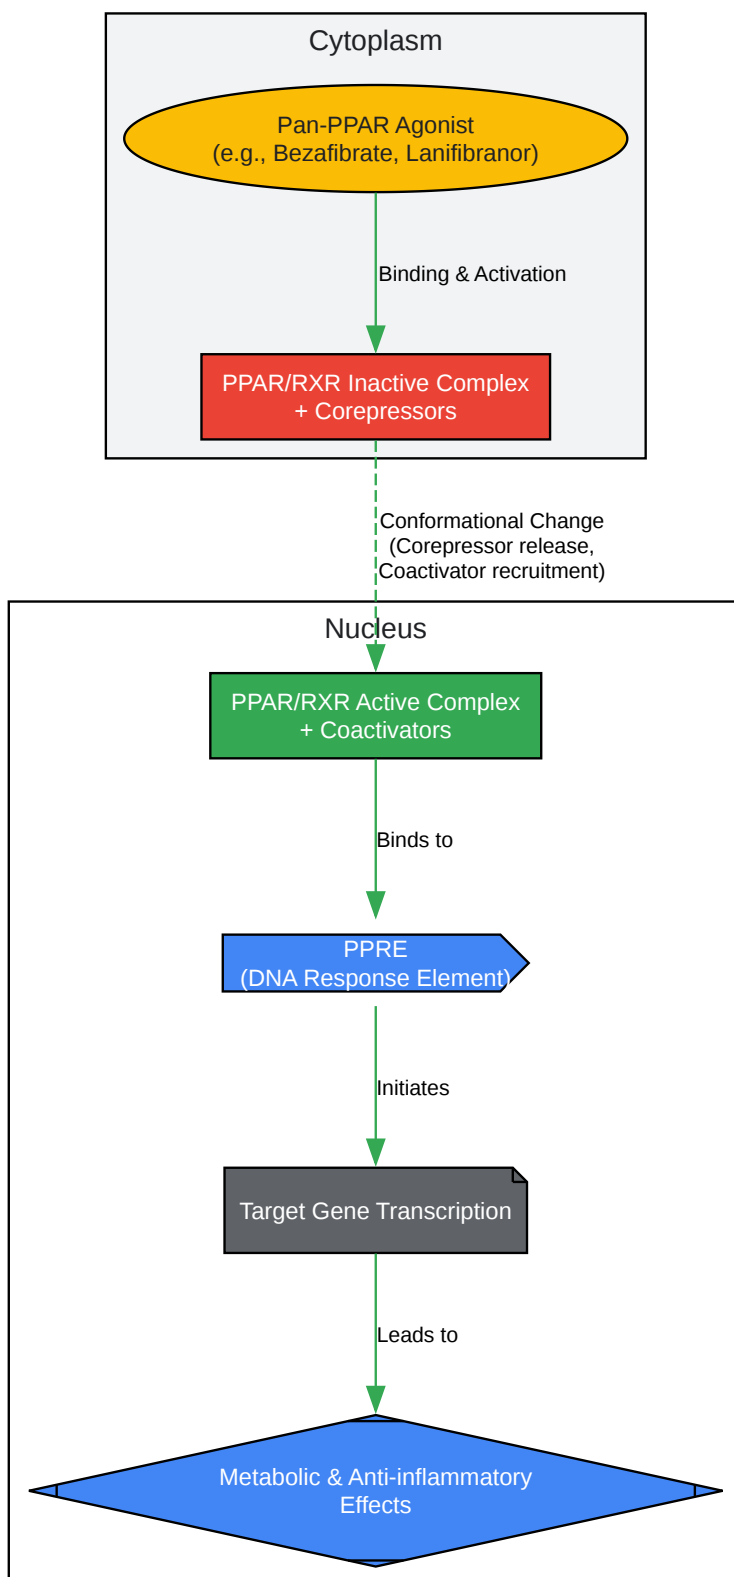 Cytoplasm
Pan-PPAR Agonist
(e.g., Bezafibrate, Lanifibranor)
Binding & Activation
PPAR/RXR Inactive Complex
+ Corepressors
Conformational Change
(Corepressor release,
Coactivator recruitment)
Nucleus
PPAR/RXR Active Complex
+ Coactivators
Binds to
PPRE
(DNA Response Element)
Initiates
Target Gene Transcription
Leads to
Metabolic & Anti-inflammatory
Effects